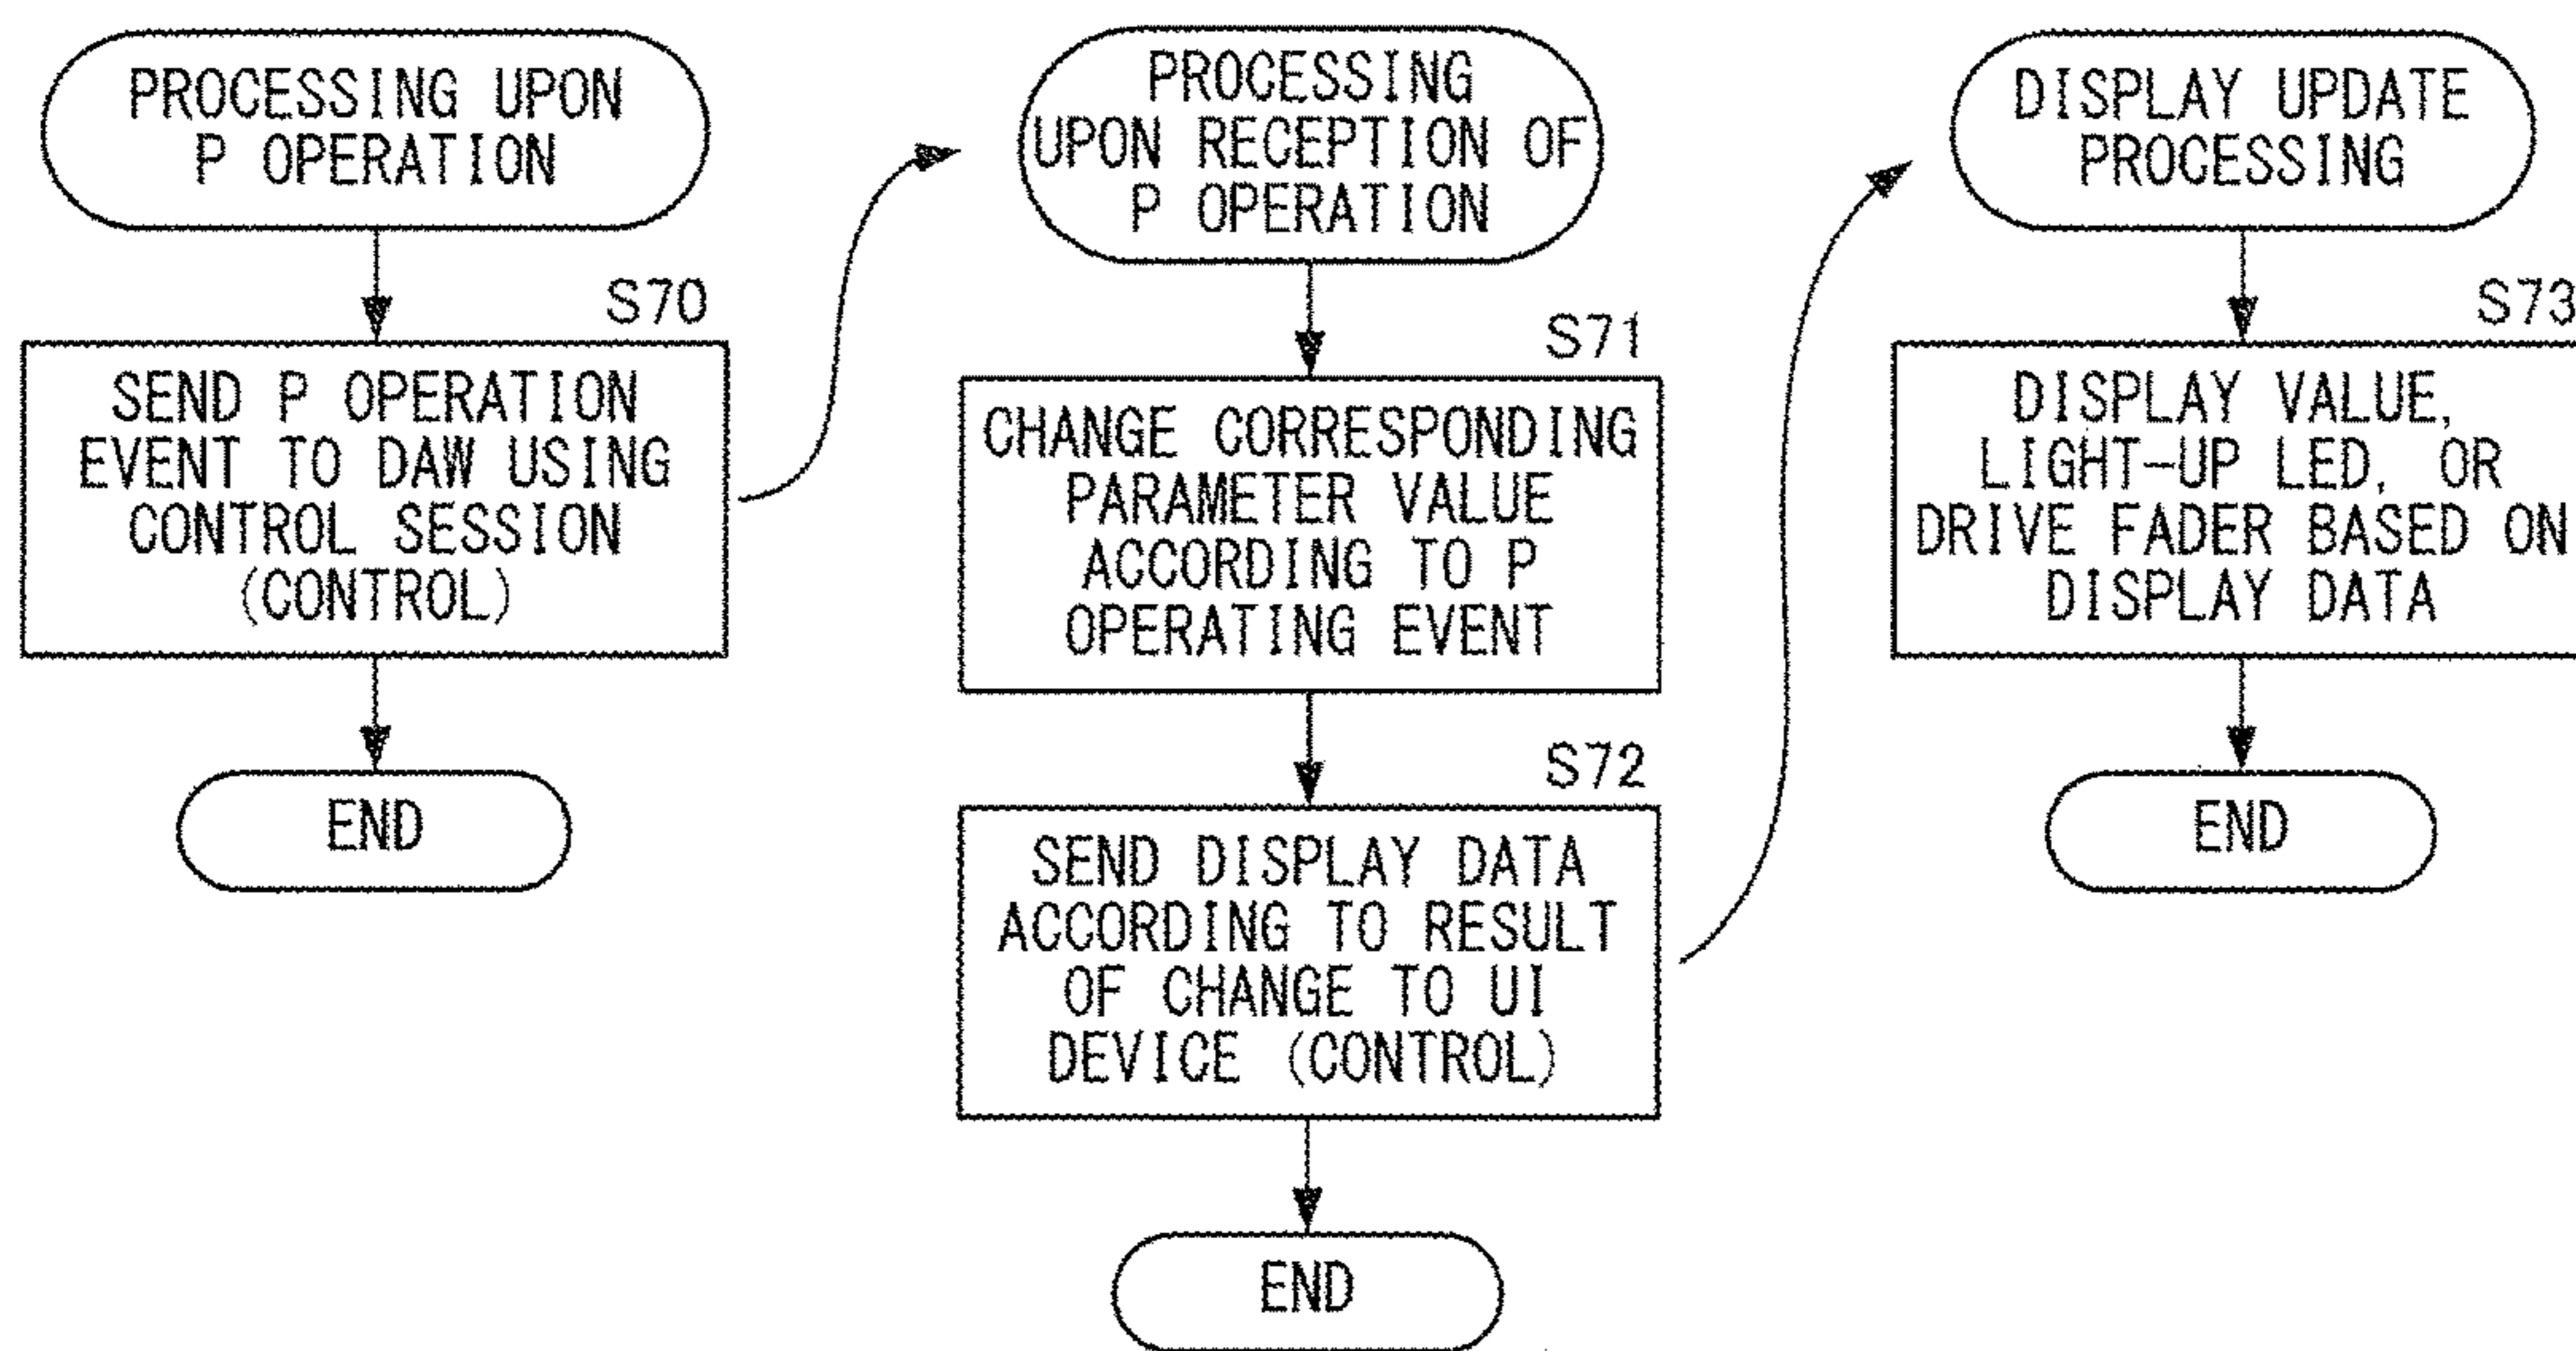 PROCESSING UPON
P OPERATION
S70
SEND P OPERATION
EVENT TO DAW USING
CONTROL SESSION
(CONTROL)
END
PROCESSING
UPON RECEPTION OF
P OPERATION
S71
CHANGE CORRESPONDING
PARAMETER VALUE
ACCORDING TO P
OPERATING EVENT
S72
SEND DISPLAY DATA
ACCORDING TO RESULT
OF CHANGE TO UI
DEVICE (CONTROL)
END
DISPLAY UPDATE
PROCESSING
S73
DISPLAY VALUE,
LIGHT-UP LED, OR
DRIVE FADER BASED ON
DISPLAY DATA
END